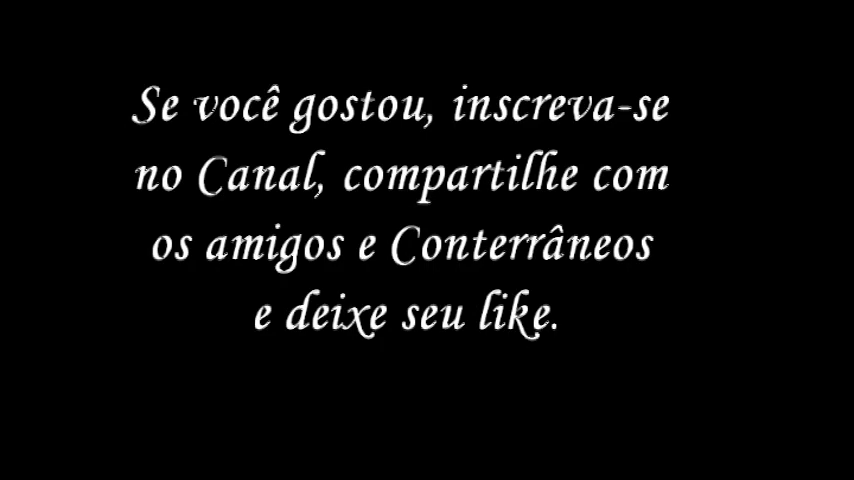 Se você gostou, inscreva-se
no Canal, compartilhe com
os amigos e Conterrâneos
e deixe seu like.